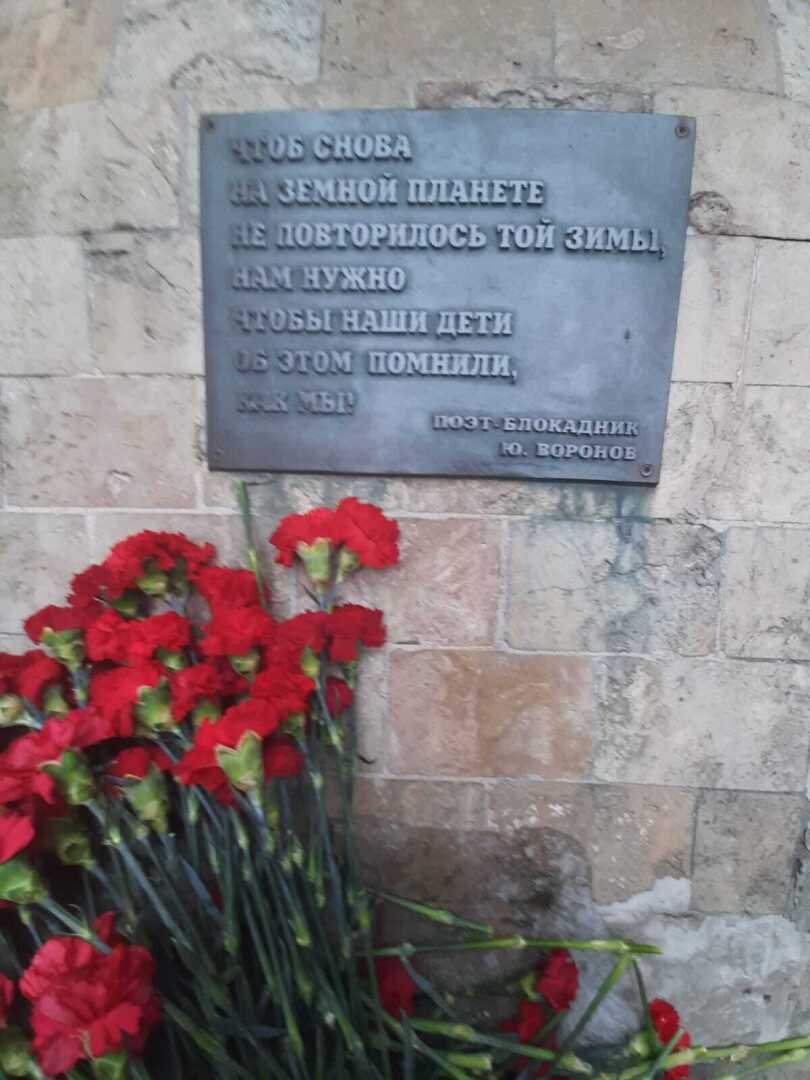 ЧТОБ СНОВА
НА ЗЕМНОЙ ПЛАНЕТЕ
НЕ ПОВТОРИЛОСЬ ТОЙ ЗИМЫ,
НАМ НУЖНО
ЧТОБЫ НАШИ ДЕТИ
ОБ ЭТОМ ПОМНИЛИ,
КАК МЫ!
ПОЭТ-БЛОКАДНИК
Ю. ВОРОНОВ